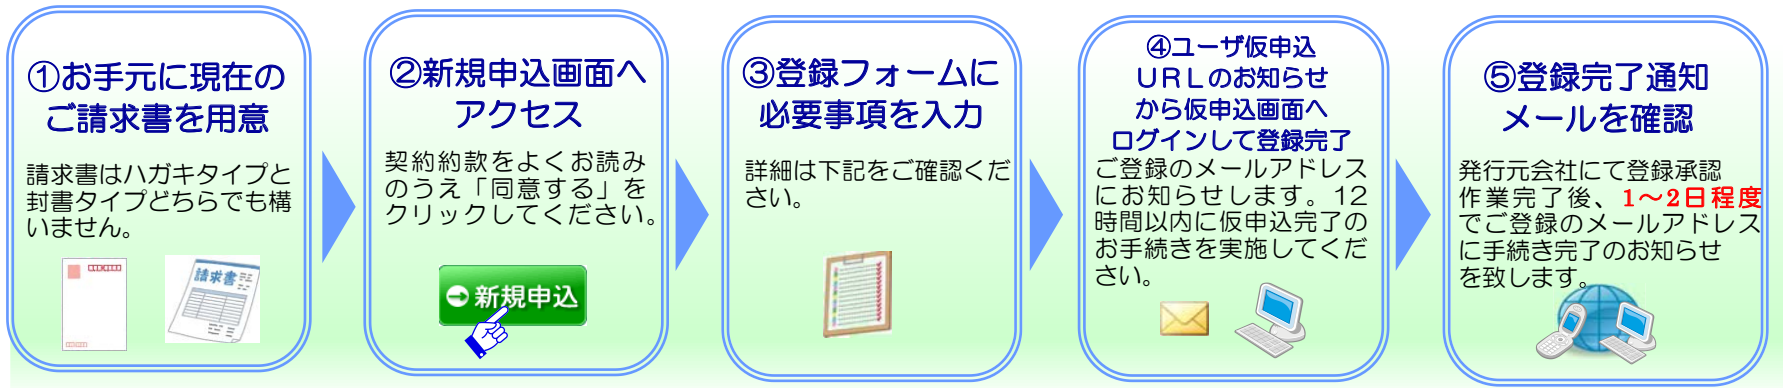 ①お手元に現在の
ご請求書を用意
請求書はハガキタイプと
封書タイプどちらでも構
いません。
請求書
②新規申込画面へ
アクセス
契約約款をよくお読み
のうえ「同意する」を
クリックしてください。
新規申込
③登録フォームに
必要事項を入力
詳細は下記をご確認くだ
さい。
④ユーザ仮申込
ＵＲＬのお知らせ
から仮申込画面へ
ログインして登録完了
ご登録のメールアドレス
にお知らせします。12
時間以内に仮申込完了の
お手続きを実施してくだ
さい。
⑤登録完了通知
メールを確認
発行元会社にて登録承認
作業完了後、1～2日程度
でご登録のメールアドレス
に手続き完了のお知らせ
を致します。